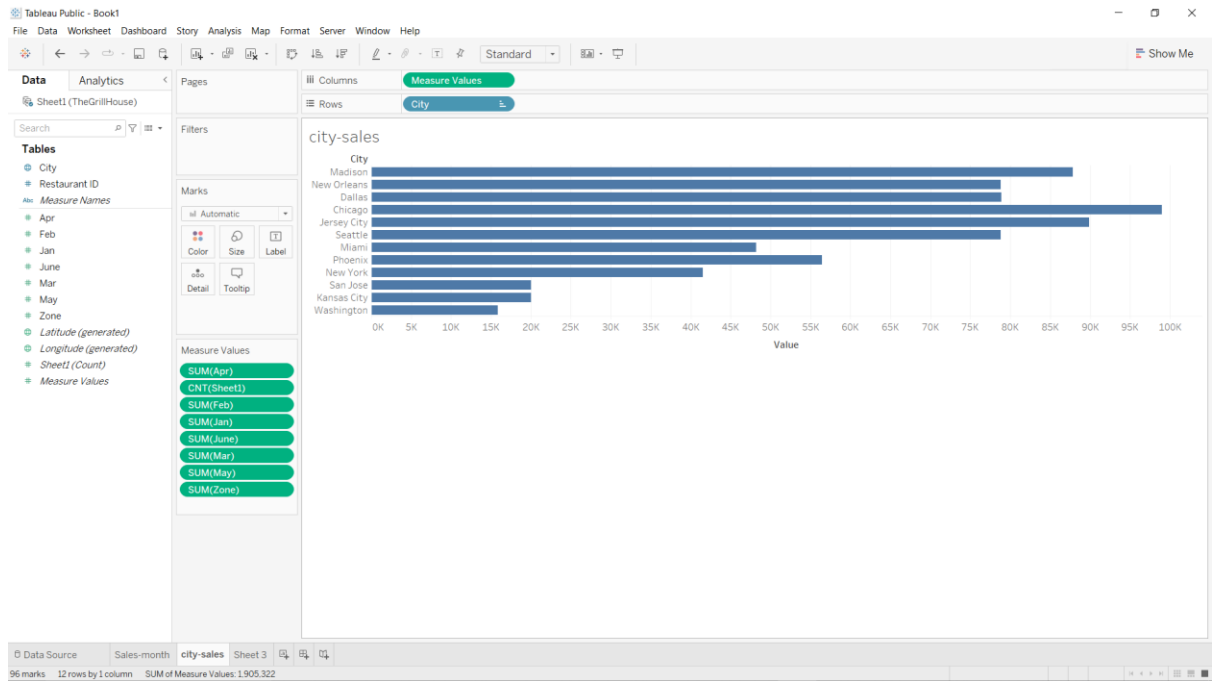 Tableau Public - Book1
File Data Worksheet Dashboard Story Analysis Map Format Server Window Help
Standard
Show Me
Data Analytics
Sheet1 (TheGrillHouse)
Search
Tables
City
Restaurant ID
Abc Measure Names
Apr
Feb
Jan
June
Mar
May
Zone
Latitude (generated)
Longitude (generated)
Sheet1 (Count)
Measure Values
Pages
Filters
Marks
Automatic
Color Size Label
Detail Tooltip
Measure Values
SUM(Apr)
CNT(Sheet1)
SUM(Feb)
SUM(Jan)
SUM(June)
SUM(Mar)
SUM(May)
SUM(Zone)
Columns Measure Values
Rows City
city-sales
City
Madison
New Orleans
Dallas
Chicago
Jersey City
Seattle
Miami
Phoenix
New York
San Jose
Kansas City
Washington
0K 5K 10K 15K 20K 25K 30K 35K 40K 45K 50K 55K 60K 65K 70K 75K 80K 85K 90K 95K 100K
Value
Data Source Sales-month city-sales Sheet 3
96 marks 12 rows by 1 column SUM of Measure Values: 1,905,322